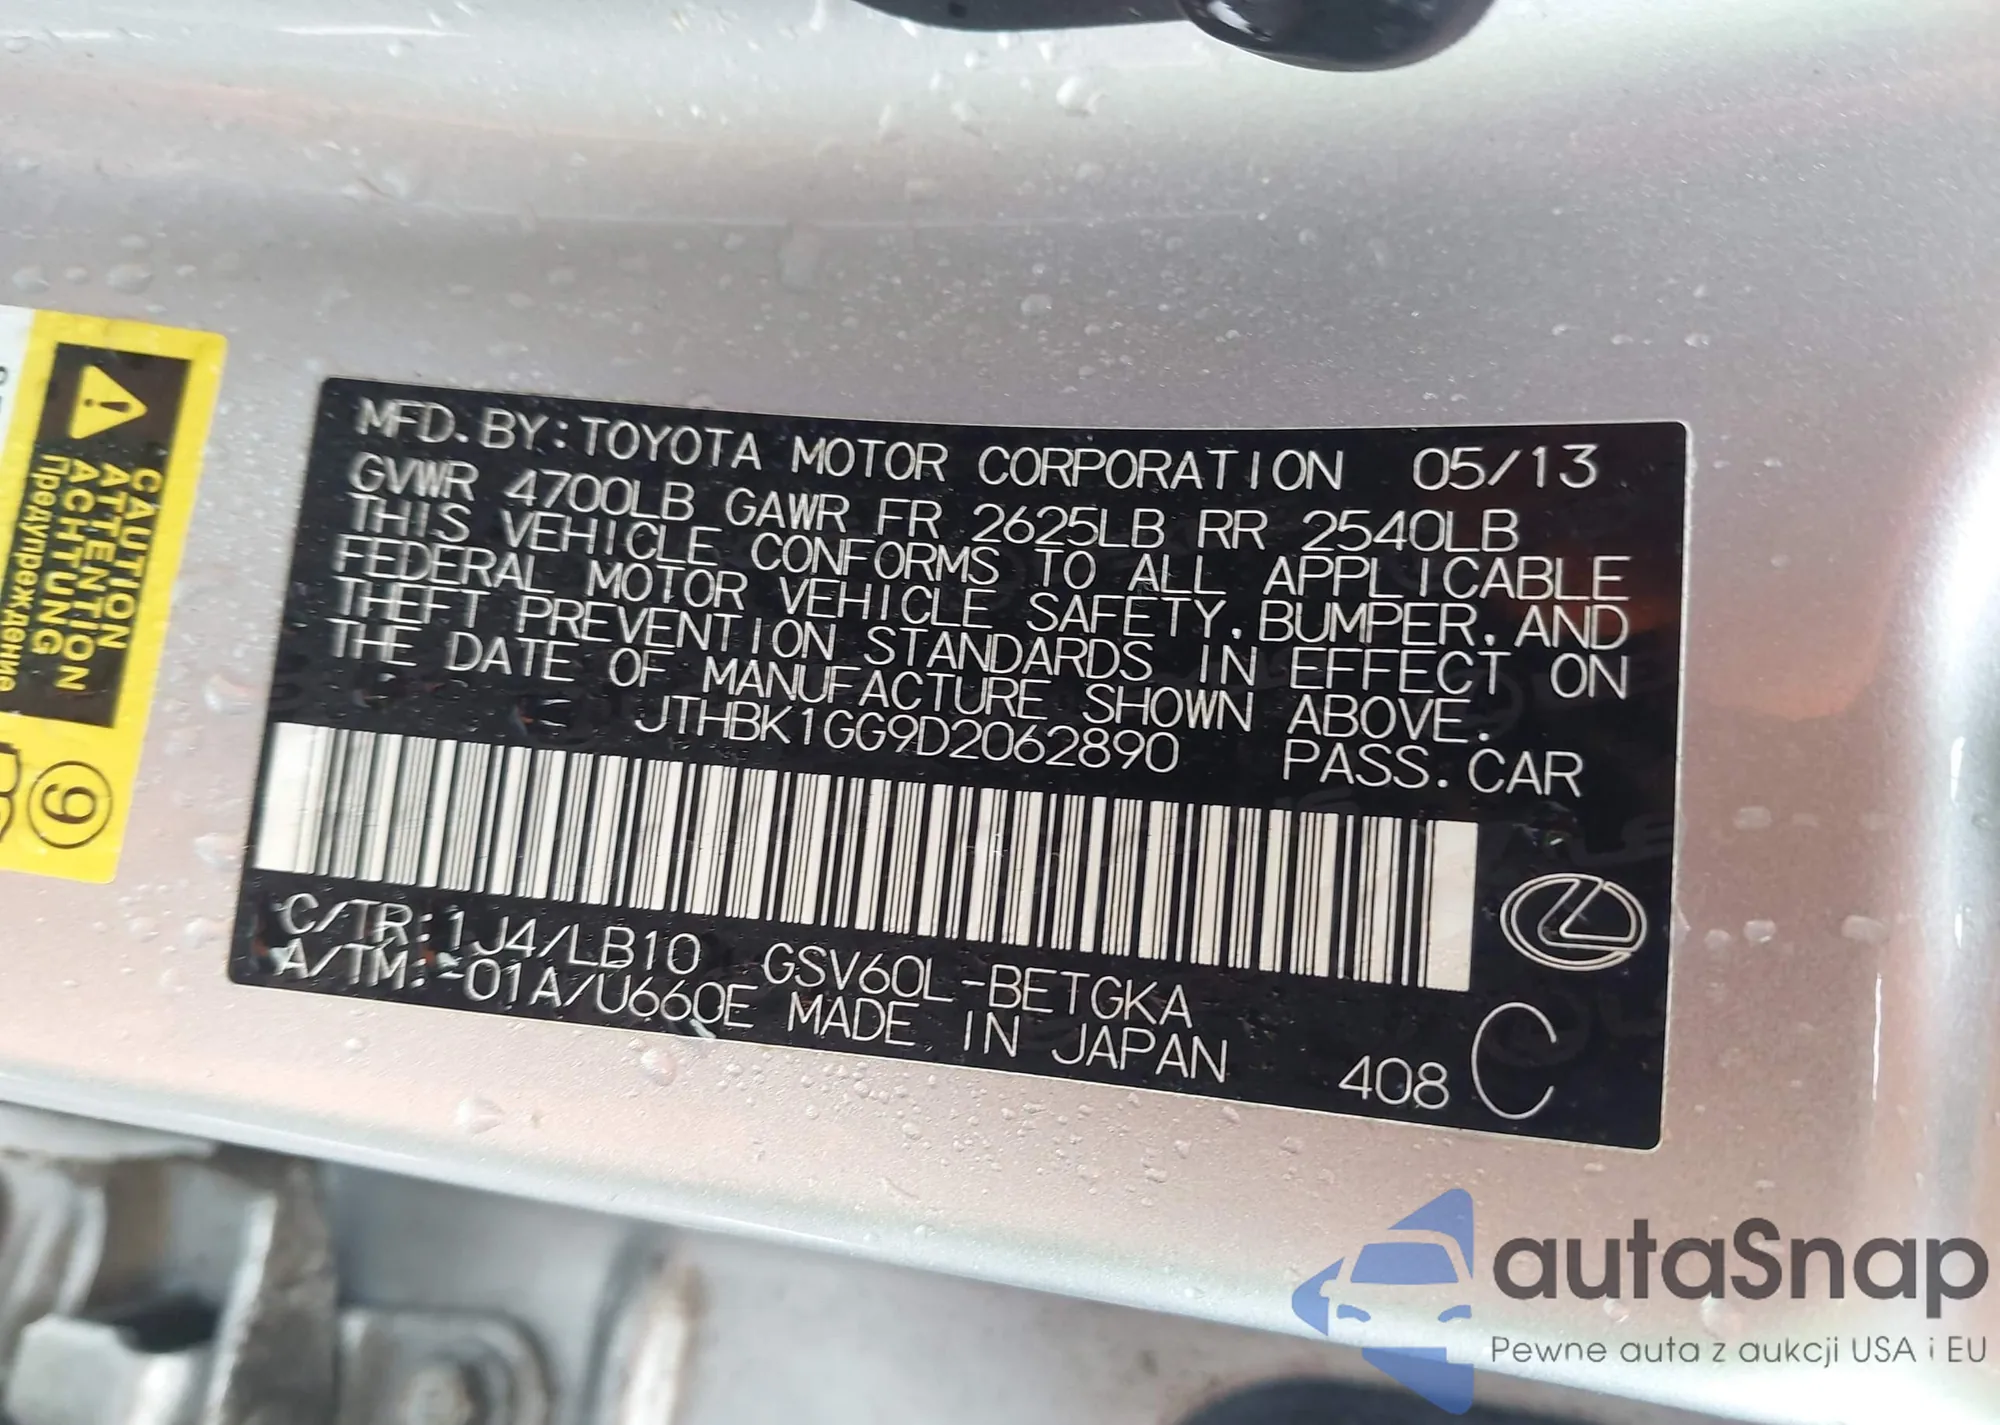 MFD. BY: TOYOTA MOTOR CORPORATION 05/13
GVWR 4700LB GAWR FR 2625LB RR 2540LB
THIS VEHICLE CONFORMS TO ALL APPLICABLE
FEDERAL MOTOR VEHICLE SAFETY, BUMPER, AND
THEFT PREVENTION STANDARDS IN EFFECT ON
THE DATE OF MANUFACTURE SHOWN ABOVE.
JTHBK1GG9D2062890 PASS. CAR
C/TR: 1J4/LB10 GSV60L-BETGKA
A/TM: -01A/U660E MADE IN JAPAN 408 C
CAUTION
ATTENTION
ACHTUNG
Предупреждение
9
autaSnap
Pewne auta z aukcji USA i EU